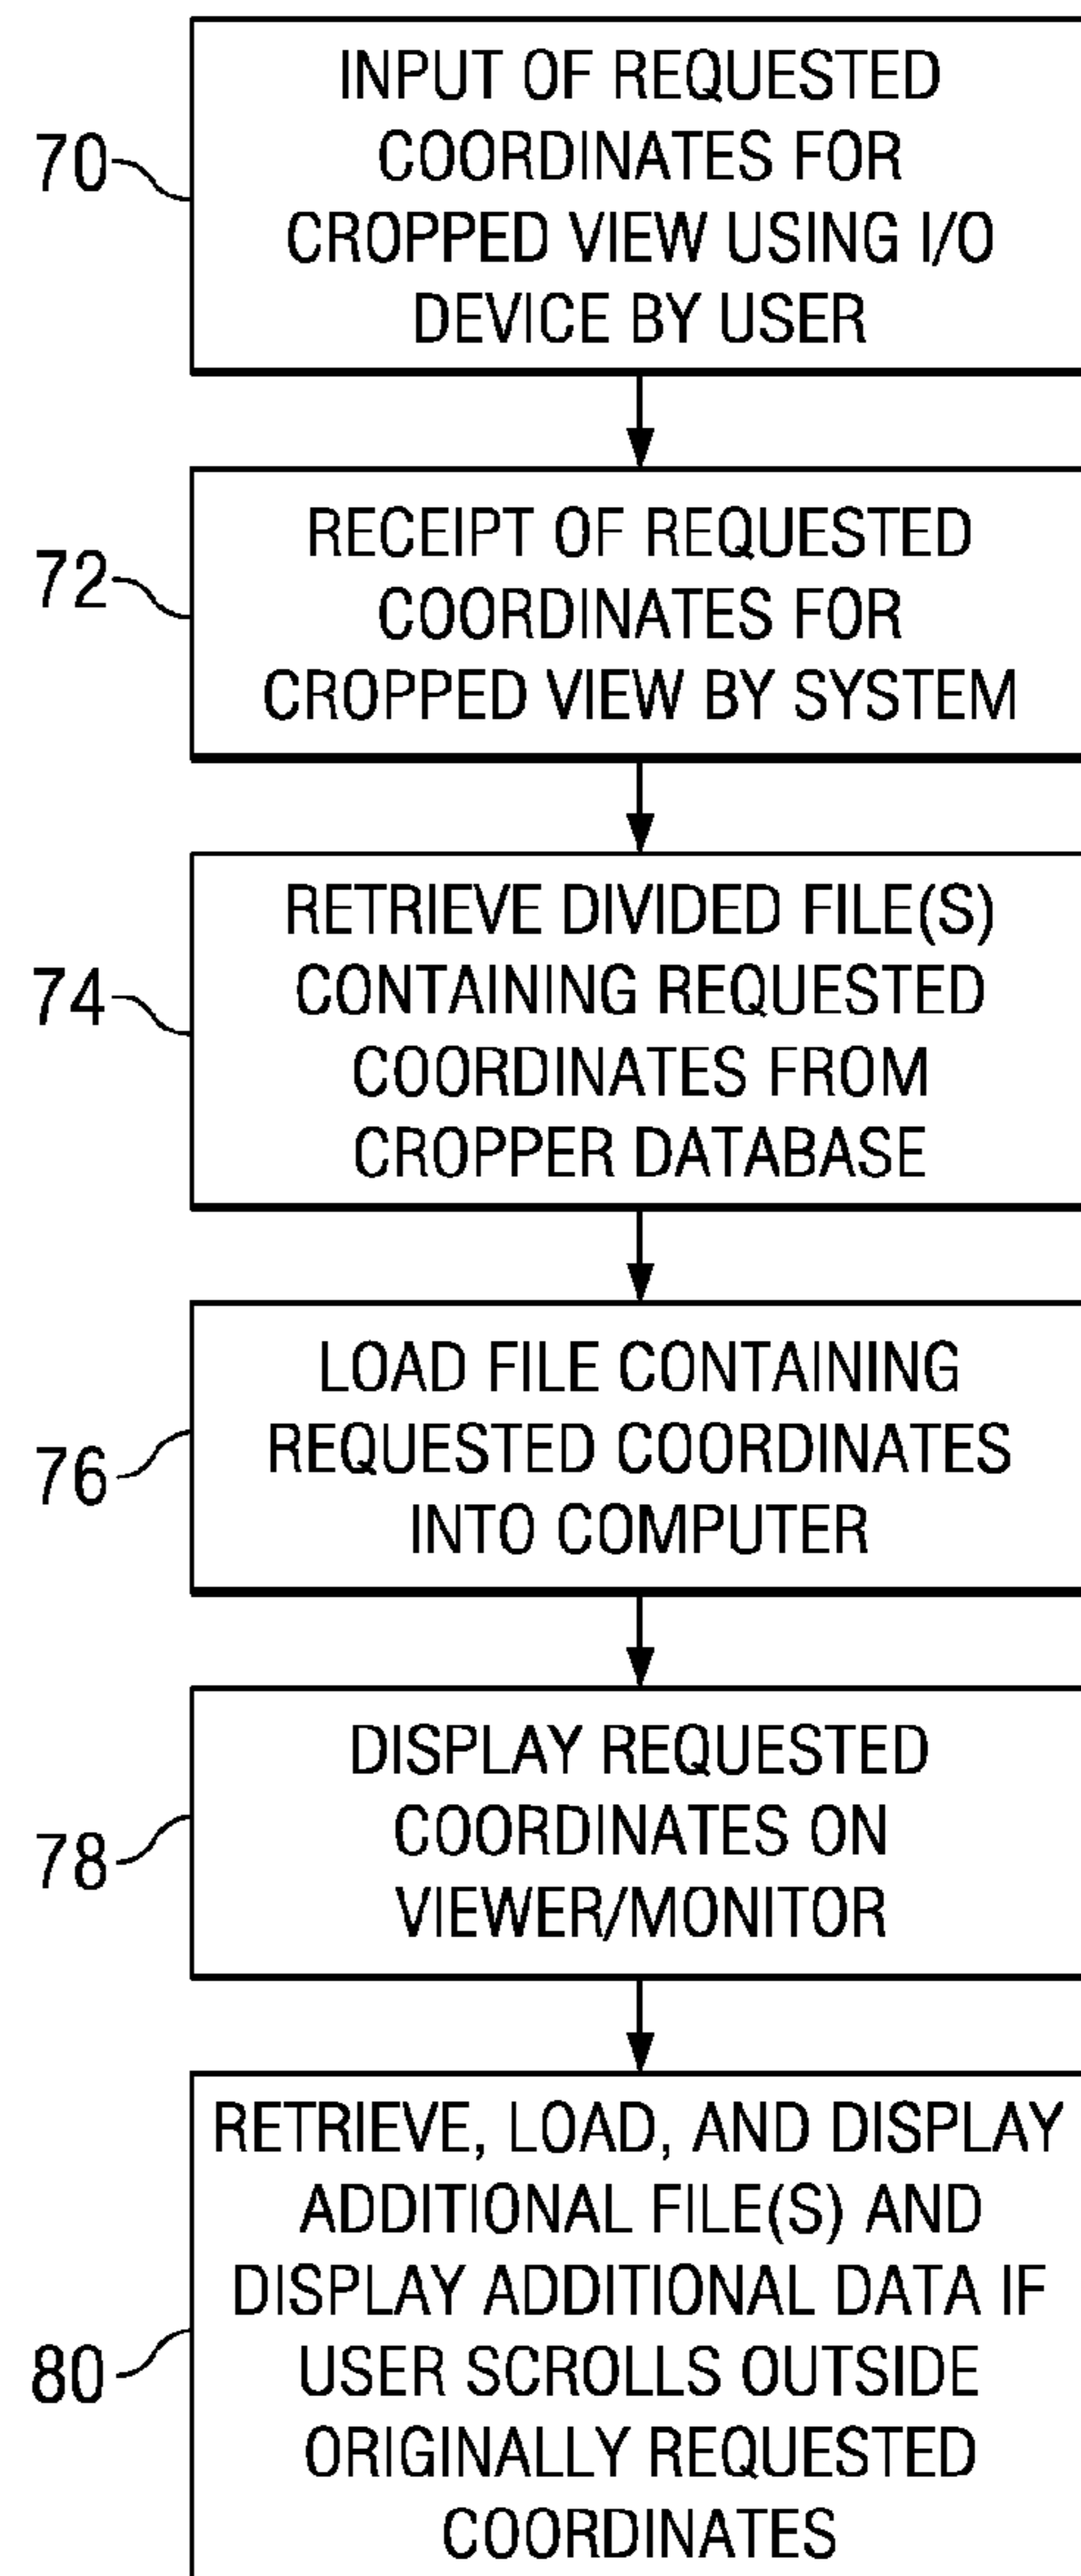 INPUT OF REQUESTED
COORDINATES FOR
CROPPED VIEW USING I/O
DEVICE BY USER
70
RECEIPT OF REQUESTED
COORDINATES FOR
CROPPED VIEW BY SYSTEM
72
RETRIEVE DIVIDED FILE(S)
CONTAINING REQUESTED
COORDINATES FROM
CROPPER DATABASE
74
LOAD FILE CONTAINING
REQUESTED COORDINATES
INTO COMPUTER
76
DISPLAY REQUESTED
COORDINATES ON
VIEWER/MONITOR
78
RETRIEVE, LOAD, AND DISPLAY
ADDITIONAL FILE(S) AND
DISPLAY ADDITIONAL DATA IF
USER SCROLLS OUTSIDE
ORIGINALLY REQUESTED
COORDINATES
80